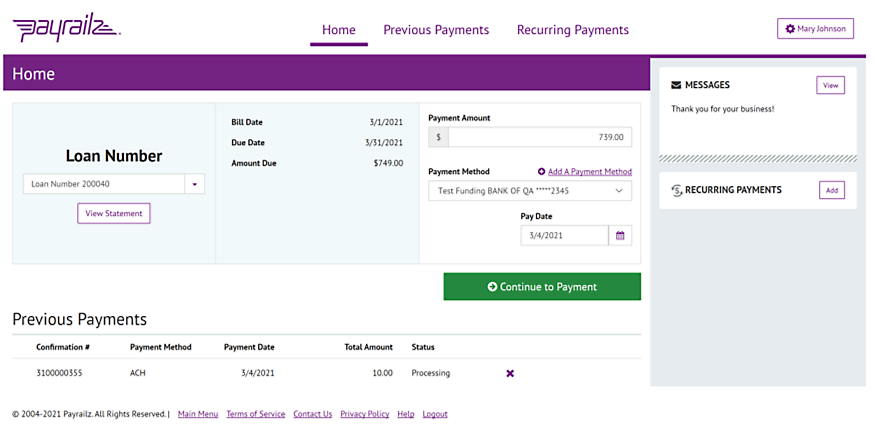 payrailz.
Home Previous Payments Recurring Payments
Mary Johnson
Home
Loan Number
Loan Number 200040
View Statement
Bill Date 3/1/2021
Due Date 3/31/2021
Amount Due $749.00
Payment Amount
$ 739.00
Payment Method Add A Payment Method
Test Funding BANK OF QA *****2345
Pay Date
3/4/2021
Continue to Payment
MESSAGES View
Thank you for your business!
RECURRING PAYMENTS Add
Previous Payments
Confirmation # Payment Method Payment Date Total Amount Status
3100000355 ACH 3/4/2021 10.00 Processing
© 2004-2021 Payrailz. All Rights Reserved. | Main Menu Terms of Service Contact Us Privacy Policy Help Logout